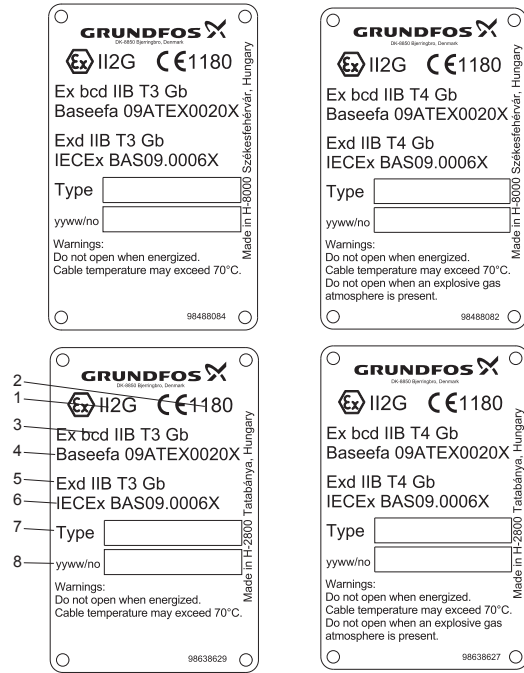 GRUNDFOS
DK-8850 Bjerringbro, Denmark
Ex II2G CE1180
Ex bcd IIB T3 Gb
Baseefa 09ATEX0020X
Exd IIB T3 Gb
IECEx BAS09.0006X
Type
yyww/no
Warnings:
Do not open when energized.
Cable temperature may exceed 70°C.
98488084
Made in H-8000 Székesfehérvár, Hungary
GRUNDFOS
DK-8850 Bjerringbro, Denmark
Ex II2G CE1180
Ex bcd IIB T4 Gb
Baseefa 09ATEX0020X
Exd IIB T4 Gb
IECEx BAS09.0006X
Type
yyww/no
Warnings:
Do not open when energized.
Cable temperature may exceed 70°C.
Do not open when an explosive gas
atmosphere is present.
98488082
Made in H-8000 Székesfehérvár, Hungary
GRUNDFOS
DK-8850 Bjerringbro, Denmark
2
1 Ex II2G CE1180
3 Ex bcd IIB T3 Gb
4 Baseefa 09ATEX0020X
5 Exd IIB T3 Gb
6 IECEx BAS09.0006X
7 Type
8 yyww/no
Warnings:
Do not open when energized.
Cable temperature may exceed 70°C.
98638629
Made in H-2800 Tatabánya, Hungary
GRUNDFOS
DK-8850 Bjerringbro, Denmark
Ex II2G CE1180
Ex bcd IIB T4 Gb
Baseefa 09ATEX0020X
Exd IIB T4 Gb
IECEx BAS09.0006X
Type
yyww/no
Warnings:
Do not open when energized.
Cable temperature may exceed 70°C.
Do not open when an explosive gas
atmosphere is present.
98638627
Made in H-2800 Tatabánya, Hungary